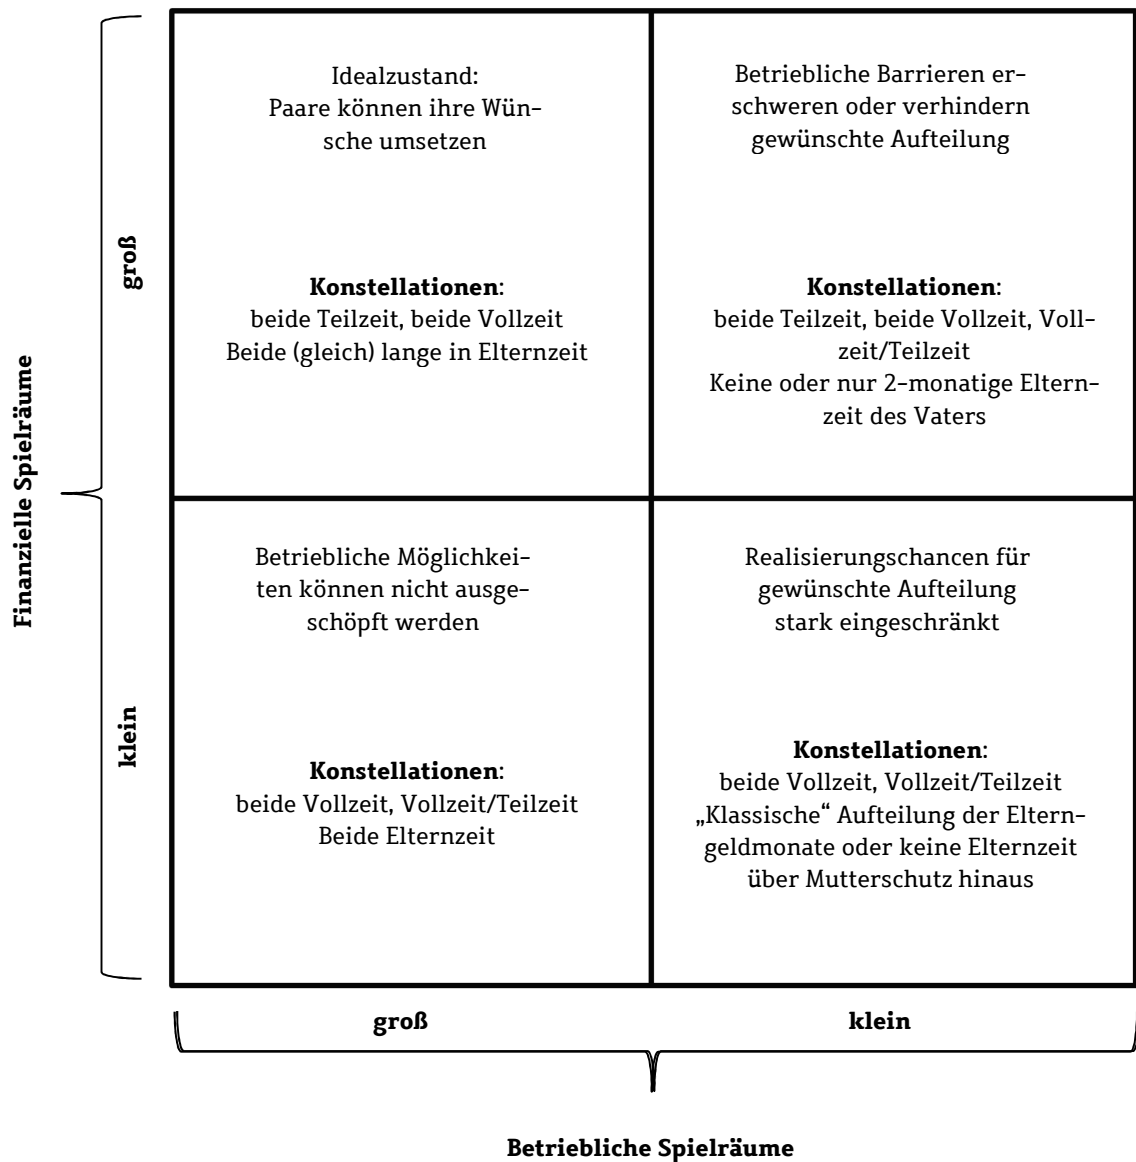 Idealzustand:
Paare können ihre Wün-
sche umsetzen
Konstellationen:
beide Teilzeit, beide Vollzeit
Beide (gleich) lange in Elternzeit
Betriebliche Barrieren er-
schweren oder verhindern
gewünschte Aufteilung
Konstellationen:
beide Teilzeit, beide Vollzeit, Voll-
zeit/Teilzeit
Keine oder nur 2-monatige Eltern-
zeit des Vaters
groß
Finanzielle Spielräume
klein
Betriebliche Möglichkei-
ten können nicht ausge-
schöpft werden
Konstellationen:
beide Vollzeit, Vollzeit/Teilzeit
Beide Elternzeit
Realisierungschancen für
gewünschte Aufteilung
stark eingeschränkt
Konstellationen:
beide Vollzeit, Vollzeit/Teilzeit
„Klassische“ Aufteilung der Eltern-
geldmonate oder keine Elternzeit
über Mutterschutz hinaus
groß
klein
Betriebliche Spielräume